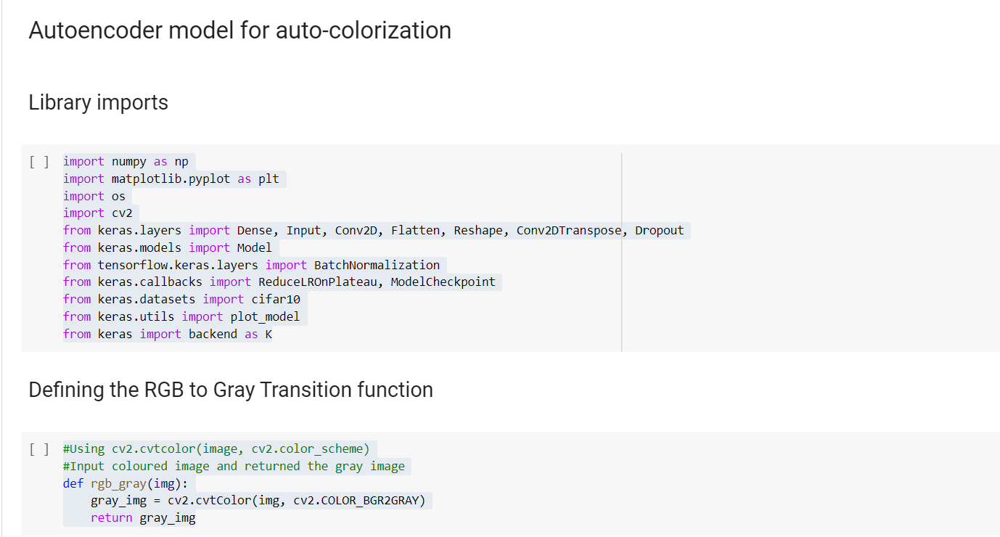 Autoencoder model for auto-colorization
Library imports
[ ] import numpy as np
import matplotlib.pyplot as plt
import os
import cv2
from keras.layers import Dense, Input, Conv2D, Flatten, Reshape, Conv2DTranspose, Dropout
from keras.models import Model
from tensorflow.keras.layers import BatchNormalization
from keras.callbacks import ReduceLROnPlateau, ModelCheckpoint
from keras.datasets import cifar10
from keras.utils import plot_model
from keras import backend as K
Defining the RGB to Gray Transition function
[ ] #Using cv2.cvtcolor(image, cv2.color_scheme)
#Input coloured image and returned the gray image
def rgb_gray(img):
    gray_img = cv2.cvtColor(img, cv2.COLOR_BGR2GRAY)
    return gray_img